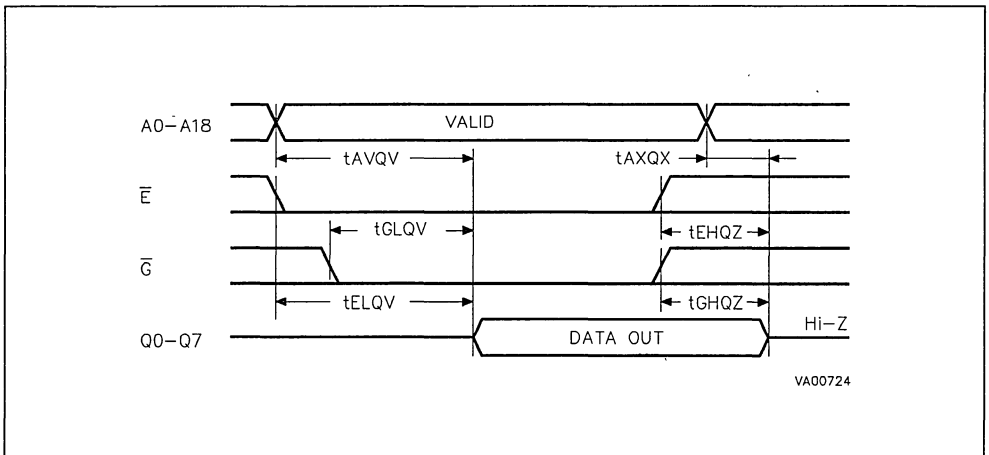 A0-A18
VALID
tAVQV
tAXQX
E
tGLQV
tEHQZ
G
tELQV
tGHQZ
Q0-Q7
DATA OUT
Hi-Z
VA00724